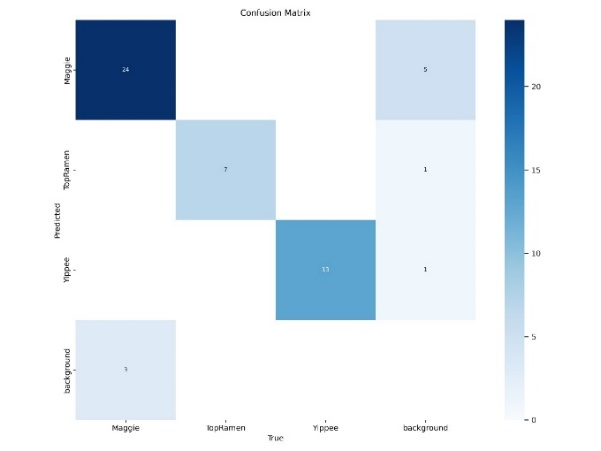 Confusion Matrix
Maggie
24
5
20
TopRamen
7
1
15
Predicted
10
Yippee
13
1
5
background
3
0
Maggie TopRamen Yippee background
True